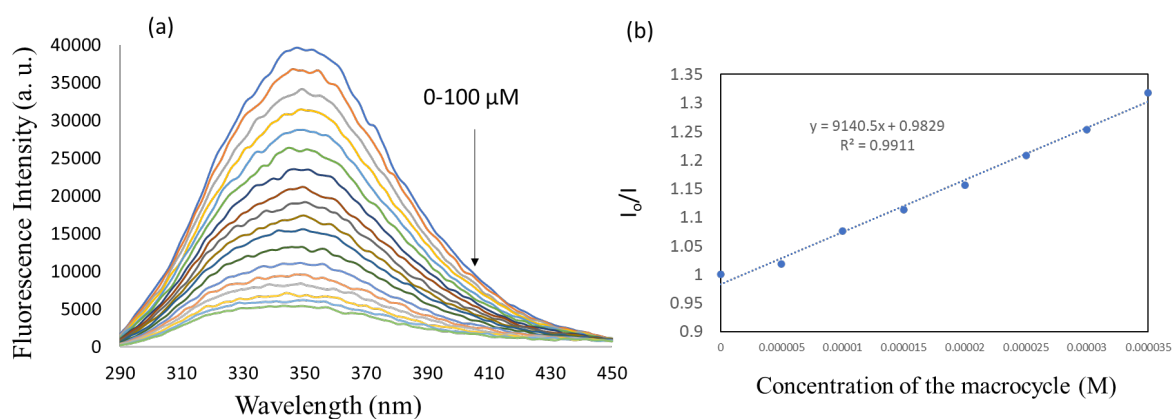 (a)
Fluorescence Intensity (a. u.)
40000
35000
30000
25000
20000
15000
10000
5000
0
0-100 µM
290 310 330 350 370 390 410 430 450
Wavelength (nm)
(b)
I₀/I
1.35
1.3
1.25
1.2
1.15
1.1
1.05
1
0.95
0.9
y = 9140.5x + 0.9829
R² = 0.9911
0 0.000005 0.00001 0.000015 0.00002 0.000025 0.00003 0.000035
Concentration of the macrocycle (M)